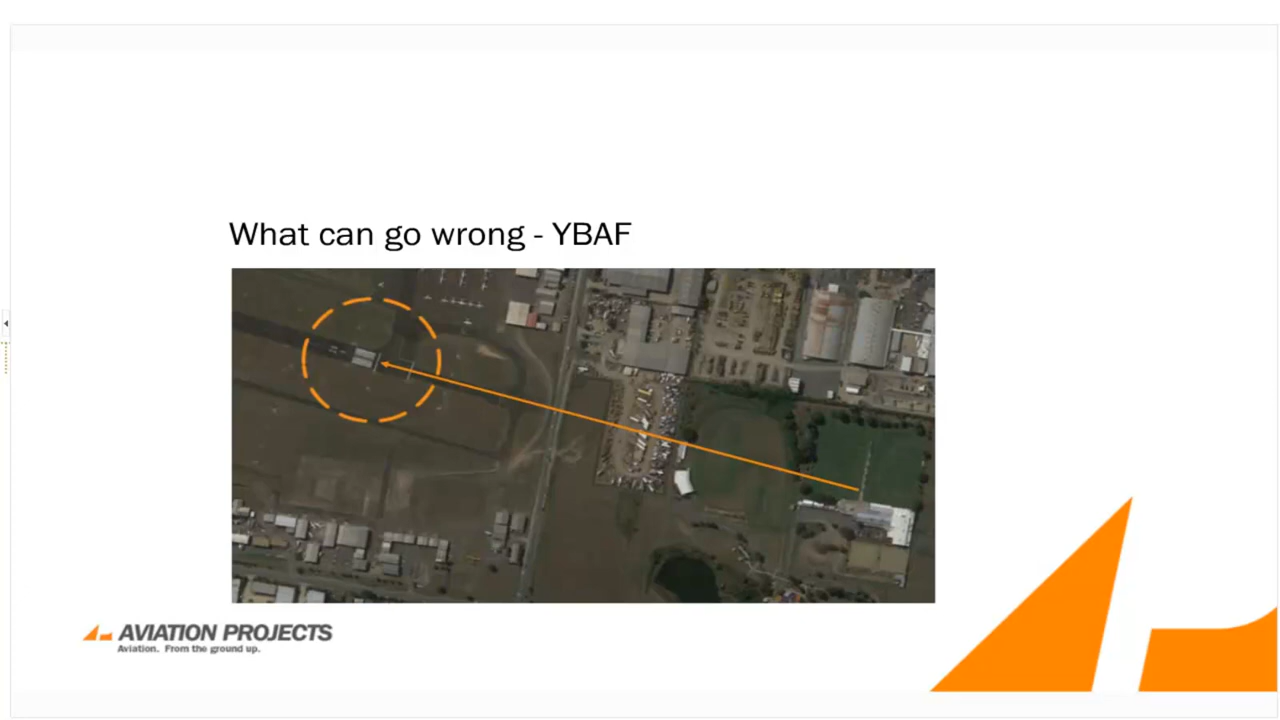 What can go wrong - YBAF
AVIATION PROJECTS
Aviation. From the ground up.